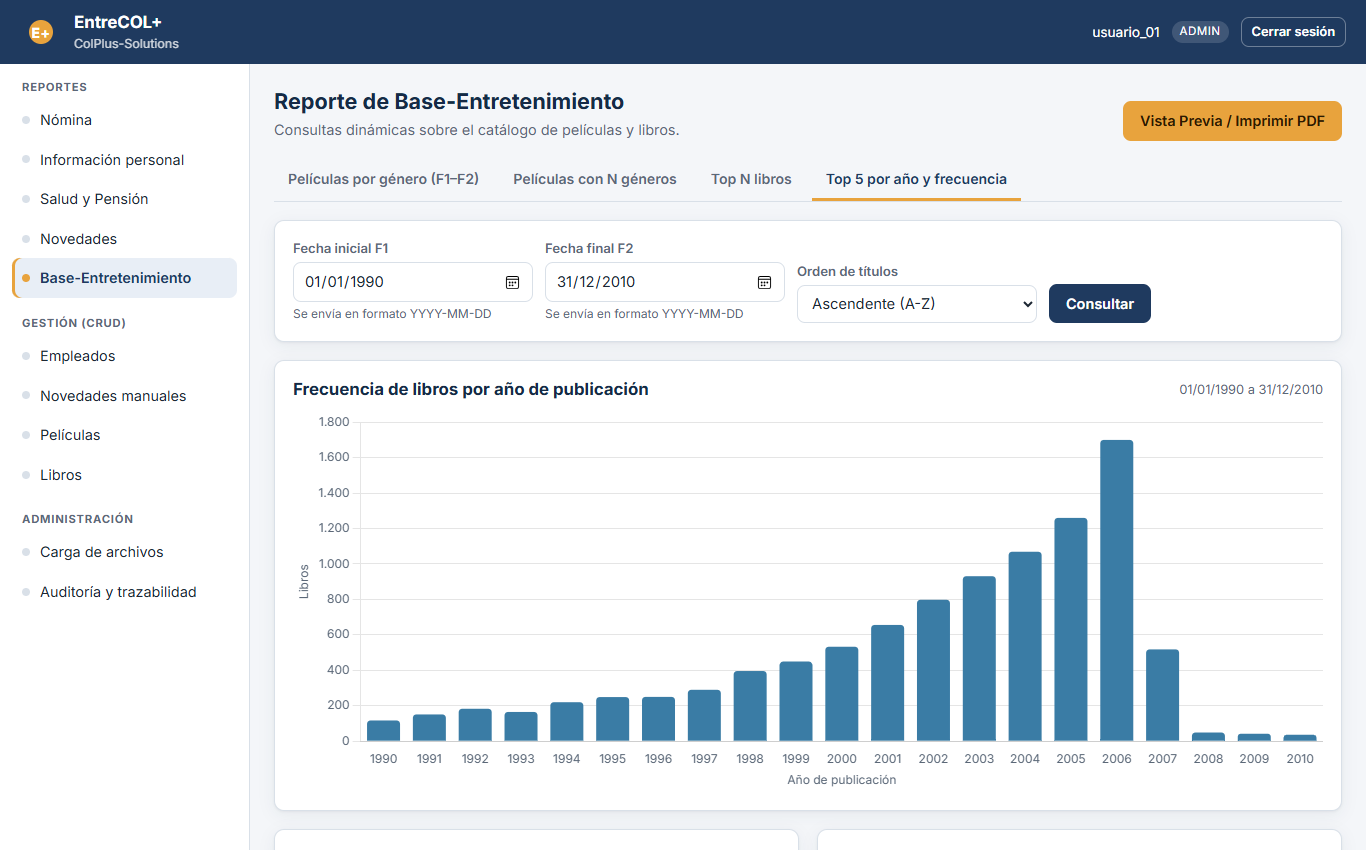 E+
EntreCOL+
ColPlus-Solutions
usuario_01
ADMIN
Cerrar sesión
REPORTES
Nómina
Información personal
Salud y Pensión
Novedades
Base-Entretenimiento
GESTIÓN (CRUD)
Empleados
Novedades manuales
Películas
Libros
ADMINISTRACIÓN
Carga de archivos
Auditoría y trazabilidad
Reporte de Base-Entretenimiento
Consultas dinámicas sobre el catálogo de películas y libros.
Vista Previa / Imprimir PDF
Películas por género (F1–F2)
Películas con N géneros
Top N libros
Top 5 por año y frecuencia
Fecha inicial F1
01/01/1990
Se envía en formato YYYY-MM-DD
Fecha final F2
31/12/2010
Se envía en formato YYYY-MM-DD
Orden de títulos
Ascendente (A-Z)
Consultar
Frecuencia de libros por año de publicación
01/01/1990 a 31/12/2010
Libros
1.800
1.600
1.400
1.200
1.000
800
600
400
200
0
1990 1991 1992 1993 1994 1995 1996 1997 1998 1999 2000 2001 2002 2003 2004 2005 2006 2007 2008 2009 2010
Año de publicación